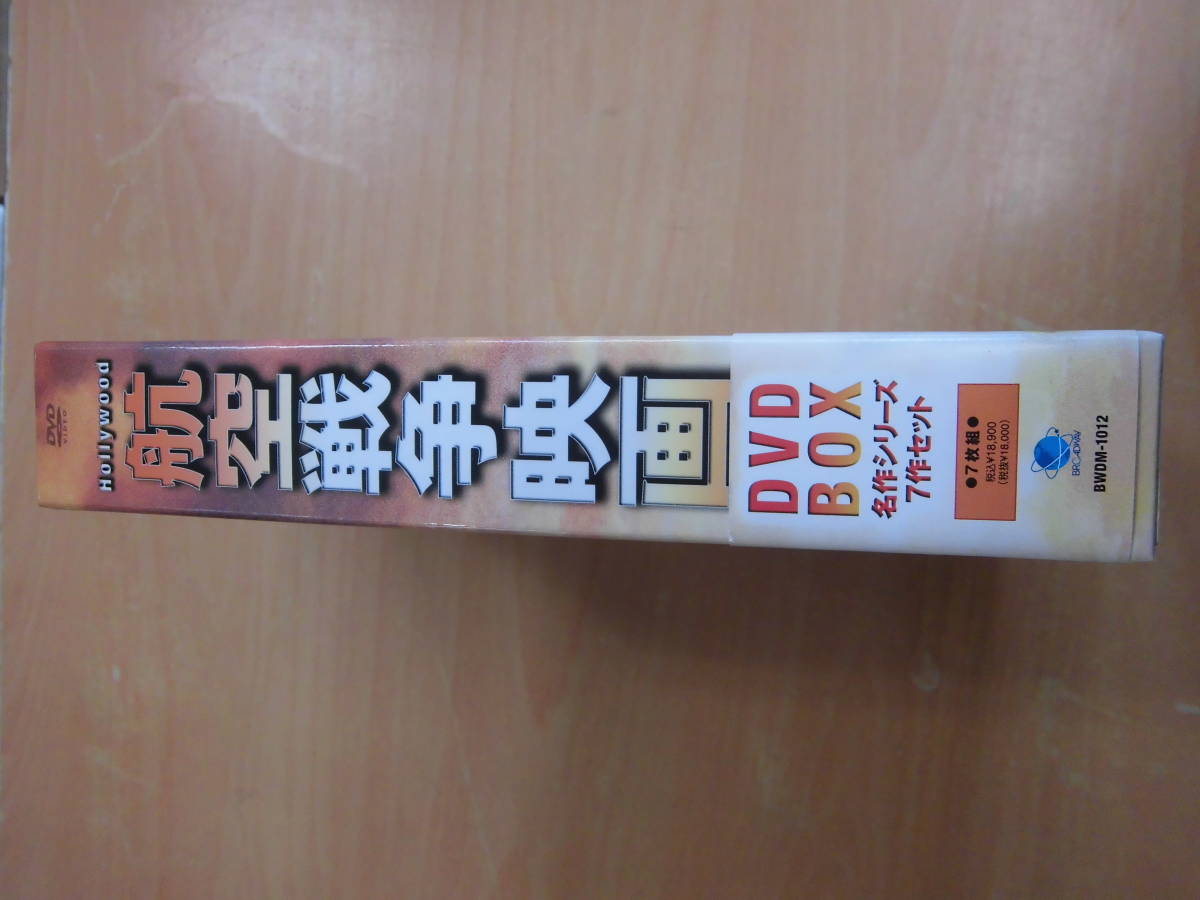 DVD
VIDEO
Hollywood
航空戦争映画
DVD
BOX
名作シリーズ
7作セット
●7枚組●
税込¥18,900
(税抜¥18,000)
BROADWAY
BWDM-1012